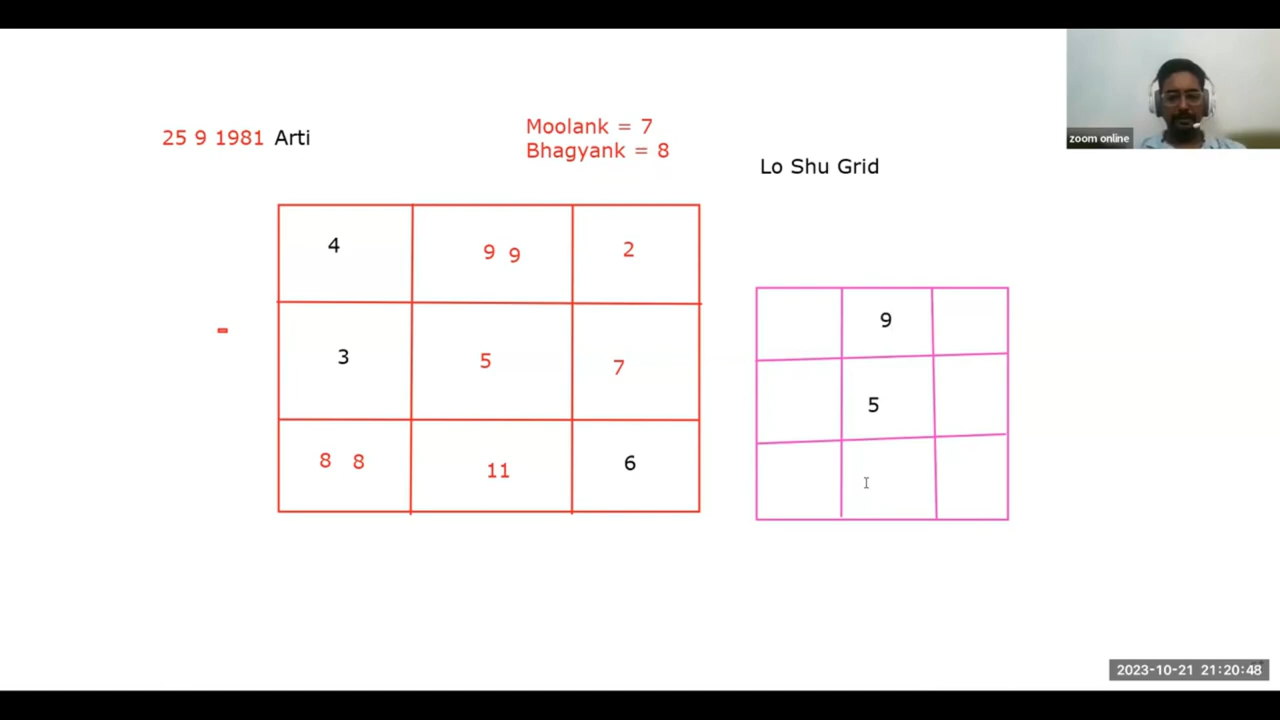 25 9 1981 Arti
Moolank = 7
Bhagyank = 8
Lo Shu Grid
4 9 9 2
3 5 7
8 8 11 6
9
5
-
zoom online
2023-10-21 21:20:48